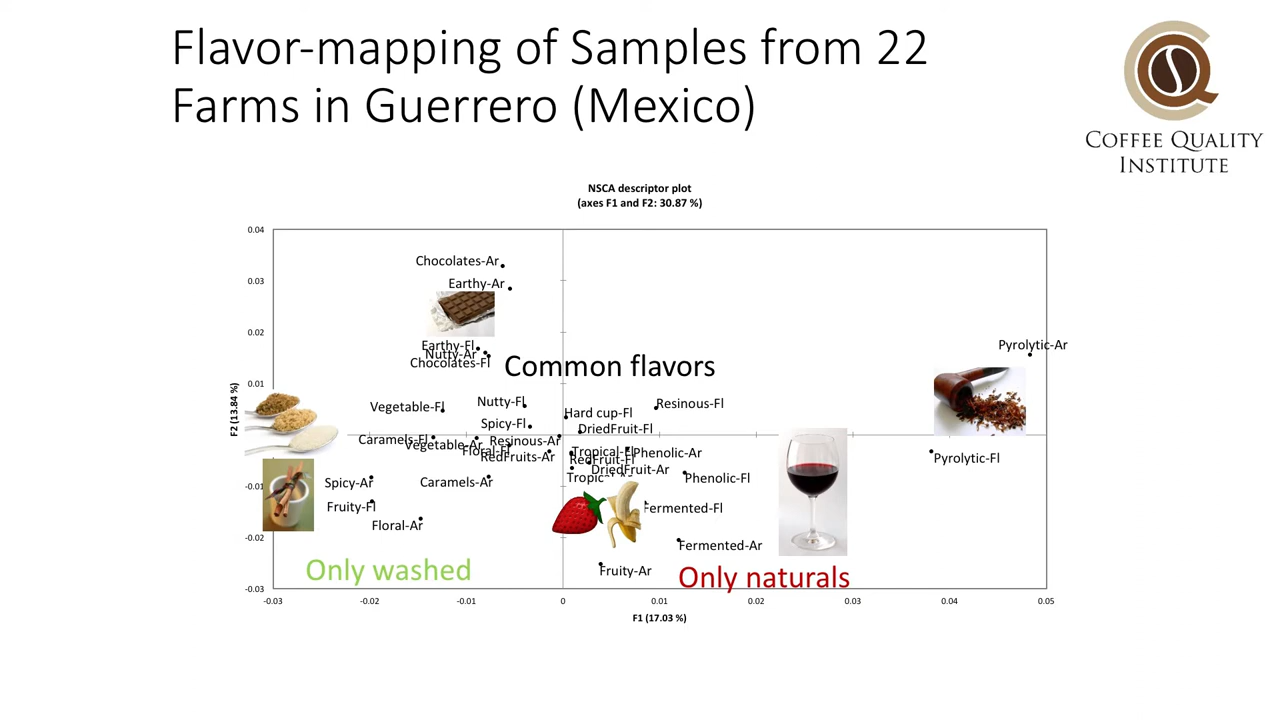 Flavor-mapping of Samples from 22
Farms in Guerrero (Mexico)
COFFEE QUALITY
INSTITUTE
NSCA descriptor plot
(axes F1 and F2: 30.87 %)
0.04
Chocolates-Ar
0.03
Earthy-Ar
0.02
Earthy-Fl
Nutty-Ar
Chocolates-Fl
Common flavors
Pyrolytic-Ar
0.01
Vegetable-Fl
Nutty-Fl
Hard cup-Fl
Resinous-Fl
Spicy-Fl
DriedFruit-Fl
F2 (13.84 %)
Caramels-Fl
Vegetable-Ar
Resinous-Ar
Floral-Fl
RedFruits-Ar
Tropical-Fl
Phenolic-Ar
RedFruit-Fl
DriedFruit-Ar
Pyrolytic-Fl
-0.01
Spicy-Ar
Caramels-Ar
Tropic
Phenolic-Fl
Fruity-Fl
Fermented-Fl
Floral-Ar
-0.02
Fermented-Ar
Fruity-Ar
Only washed
Only naturals
-0.03
-0.03 -0.02 -0.01 0 0.01 0.02 0.03 0.04 0.05
F1 (17.03 %)